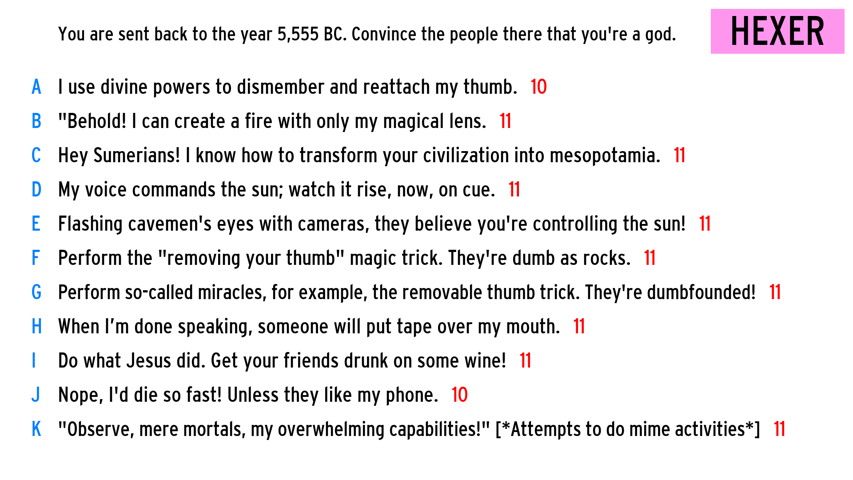 You are sent back to the year 5,555 BC. Convince the people there that you're a god. HEXER
A I use divine powers to dismember and reattach my thumb. 10
B "Behold! I can create a fire with only my magical lens. 11
C Hey Sumerians! I know how to transform your civilization into mesopotamia. 11
D My voice commands the sun; watch it rise, now, on cue. 11
E Flashing cavemen's eyes with cameras, they believe you're controlling the sun! 11
F Perform the "removing your thumb" magic trick. They're dumb as rocks. 11
G Perform so-called miracles, for example, the removable thumb trick. They're dumbfounded! 11
H When I’m done speaking, someone will put tape over my mouth. 11
I Do what Jesus did. Get your friends drunk on some wine! 11
J Nope, I'd die so fast! Unless they like my phone. 10
K "Observe, mere mortals, my overwhelming capabilities!" [*Attempts to do mime activities*] 11